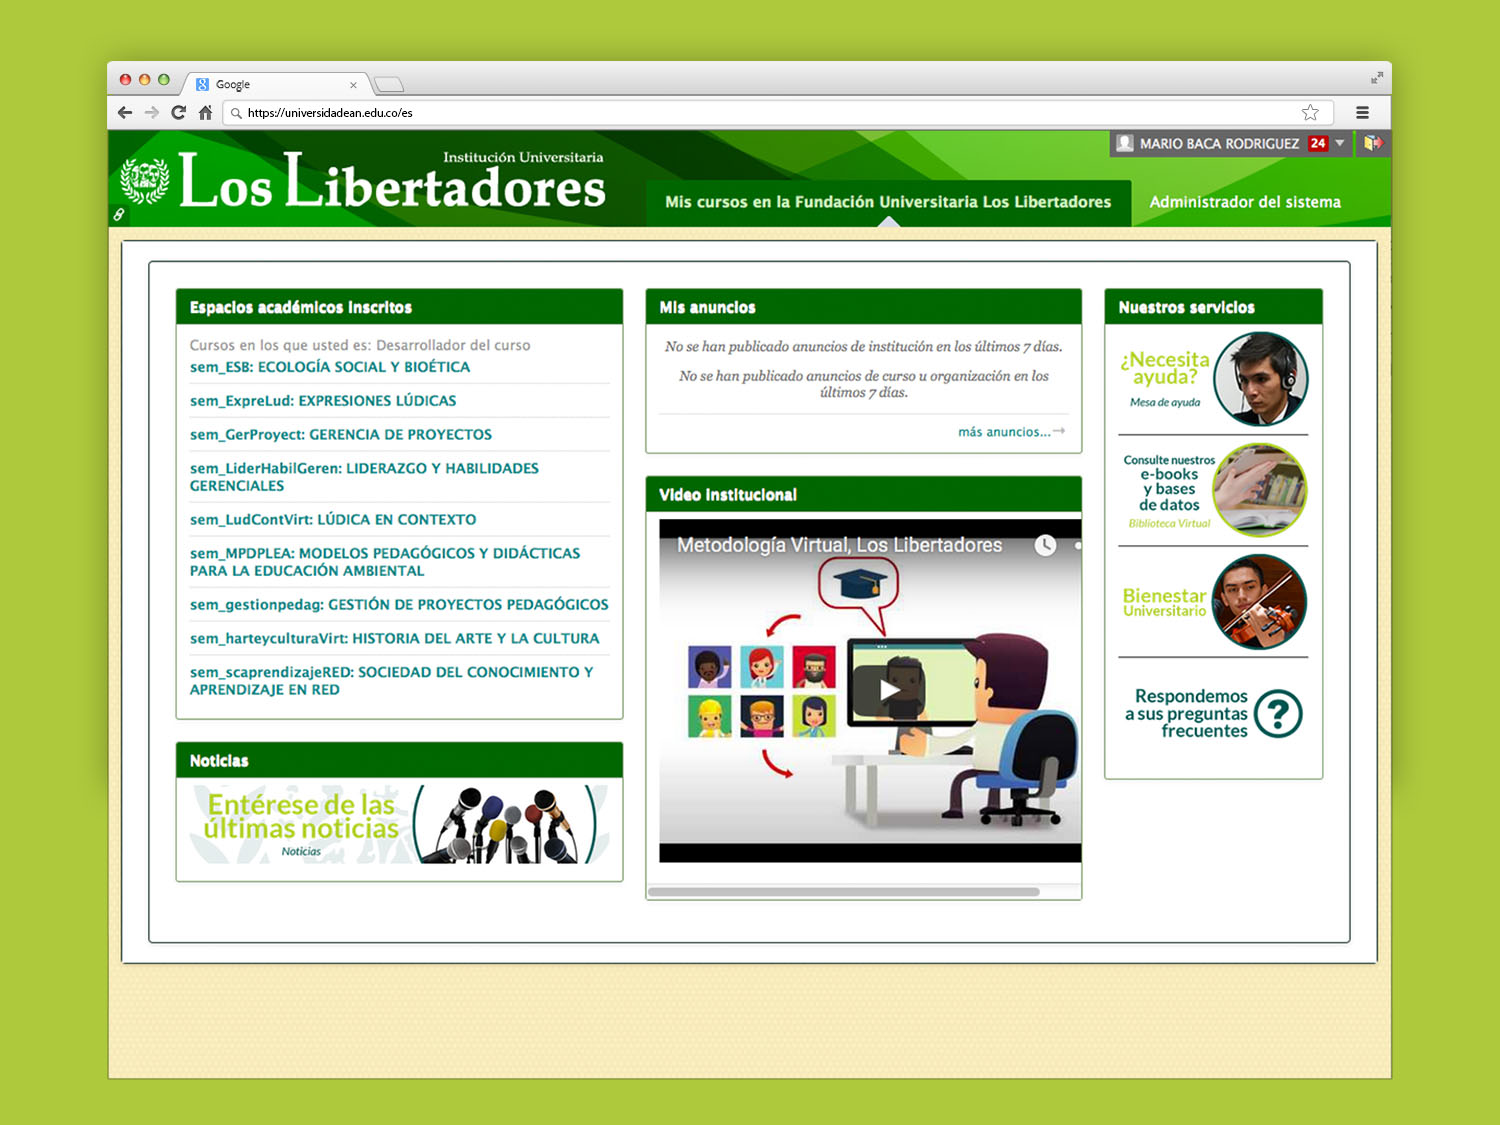 Google
https://universidadean.edu.co/es
MARIO BACA RODRIGUEZ 24
Institución Universitaria
Los Libertadores
Mis cursos en la Fundación Universitaria Los Libertadores
Administrador del sistema
Espacios académicos inscritos
Cursos en los que usted es: Desarrollador del curso
sem_ESB: ECOLOGÍA SOCIAL Y BIOÉTICA
sem_ExpreLud: EXPRESIONES LÚDICAS
sem_GerProyect: GERENCIA DE PROYECTOS
sem_LiderHabilGeren: LIDERAZGO Y HABILIDADES
GERENCIALES
sem_LudContVirt: LÚDICA EN CONTEXTO
sem_MPDPLEA: MODELOS PEDAGÓGICOS Y DIDÁCTICAS
PARA LA EDUCACIÓN AMBIENTAL
sem_gestionpedag: GESTIÓN DE PROYECTOS PEDAGÓGICOS
sem_harteyculturaVirt: HISTORIA DEL ARTE Y LA CULTURA
sem_scaprendizajeRED: SOCIEDAD DEL CONOCIMIENTO Y
APRENDIZAJE EN RED
Noticias
Entérese de las
últimas noticias
Noticias
Mis anuncios
No se han publicado anuncios de institución en los últimos 7 días.
No se han publicado anuncios de curso u organización en los
últimos 7 días.
más anuncios...→
Video institucional
Metodología Virtual, Los Libertadores
Nuestros servicios
¿Necesita
ayuda?
Mesa de ayuda
Consulte nuestros
e-books
y bases
de datos
Biblioteca Virtual
Bienestar
Universitario
Respondemos
a sus preguntas
frecuentes
?